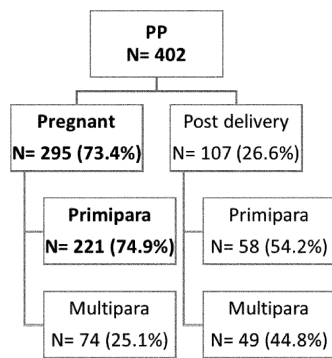 PP
N= 402
Pregnant
N= 295 (73.4%)
Post delivery
N= 107 (26.6%)
Primipara
N= 221 (74.9%)
Primipara
N= 58 (54.2%)
Multipara
N= 74 (25.1%)
Multipara
N= 49 (44.8%)